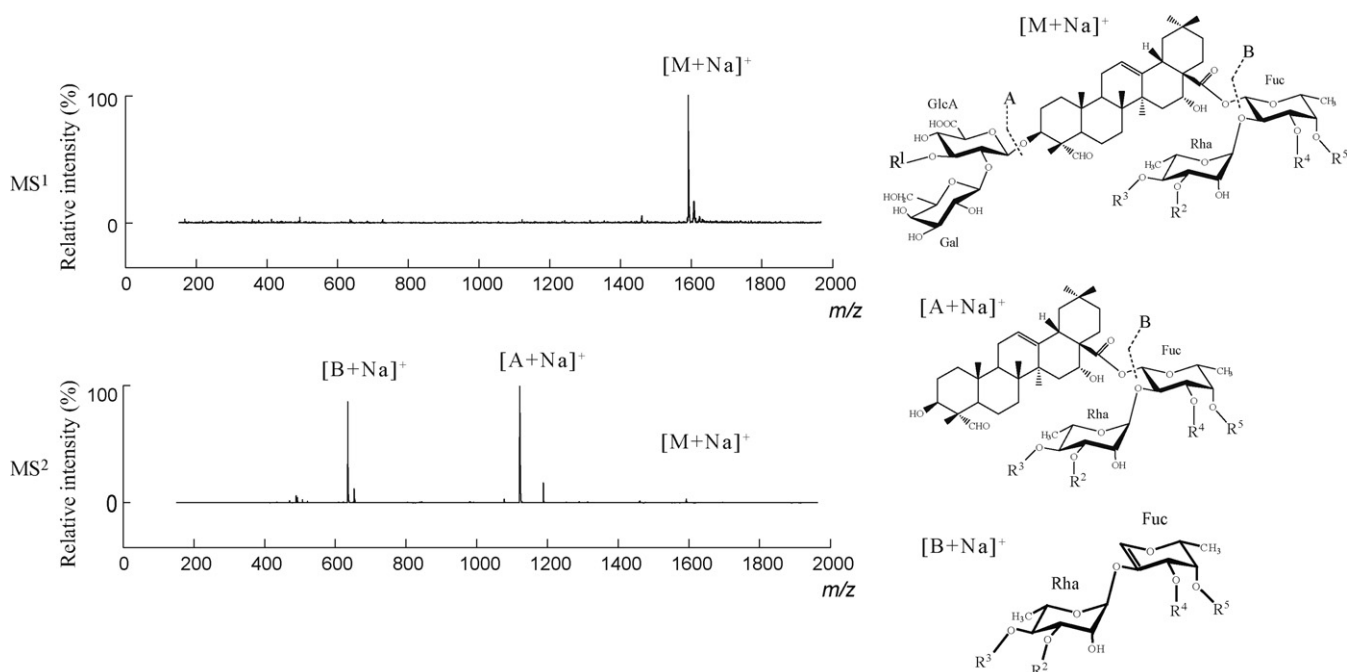 [M+Na]+
100
0
MS1
Relative intensity (%)
0 200 400 600 800 1000 1200 1400 1600 1800 2000
m/z
[B+Na]+
[A+Na]+
[M+Na]+
100
0
MS2
Relative intensity (%)
0 200 400 600 800 1000 1200 1400 1600 1800 2000
m/z
[M+Na]+
B
H
O
Fuc
O
O
CH3
OH
O
O
O
R4
R5
A
GlcA
HOOC
HO
O
O
O
R1
O
O
CHO
Rha
H3C
O
O
R3
O
OH
R2
HOH2C
O
HO
HO
OH
Gal
[A+Na]+
B
H
O
Fuc
O
O
CH3
OH
O
O
O
R4
R5
HO
CHO
Rha
H3C
O
O
R3
O
OH
R2
[B+Na]+
Fuc
O
CH3
O
O
O
R4
R5
Rha
H3C
O
O
R3
O
OH
R2